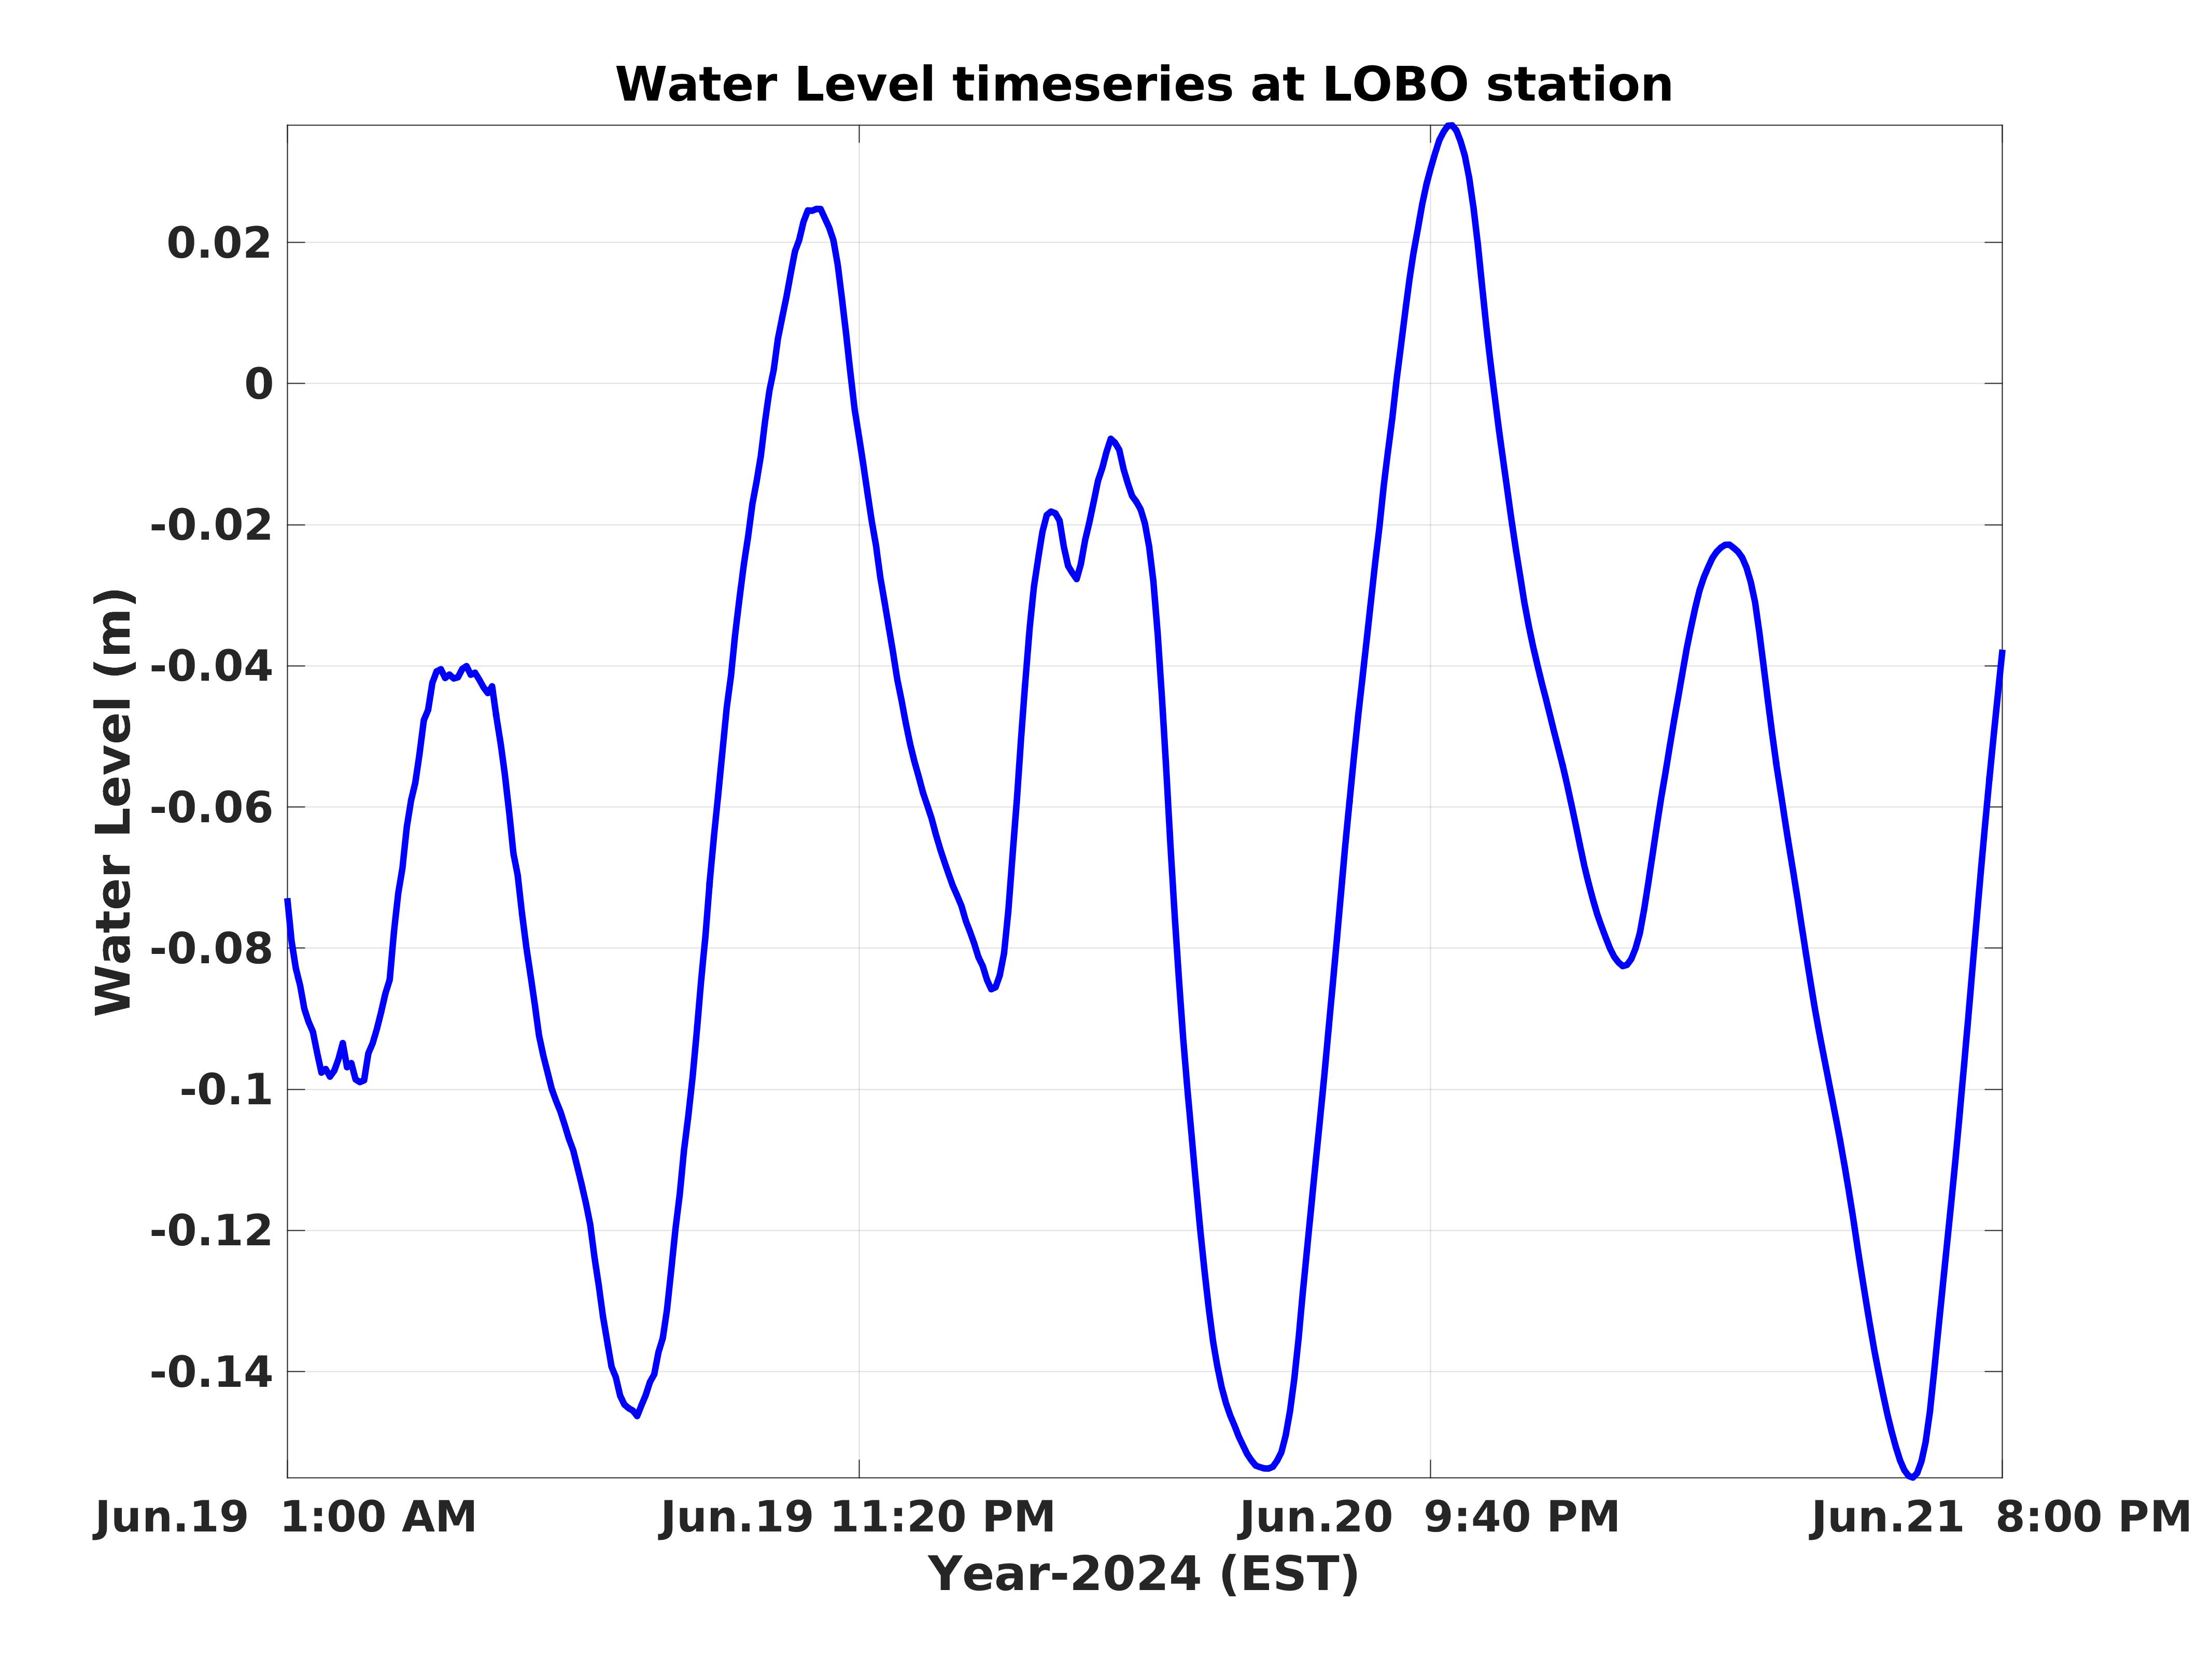 Water Level timeseries at LOBO station
Water Level (m)
0.02
0
-0.02
-0.04
-0.06
-0.08
-0.1
-0.12
-0.14
Jun.19  1:00 AM
Jun.19 11:20 PM
Jun.20  9:40 PM
Jun.21  8:00 PM
Year-2024 (EST)